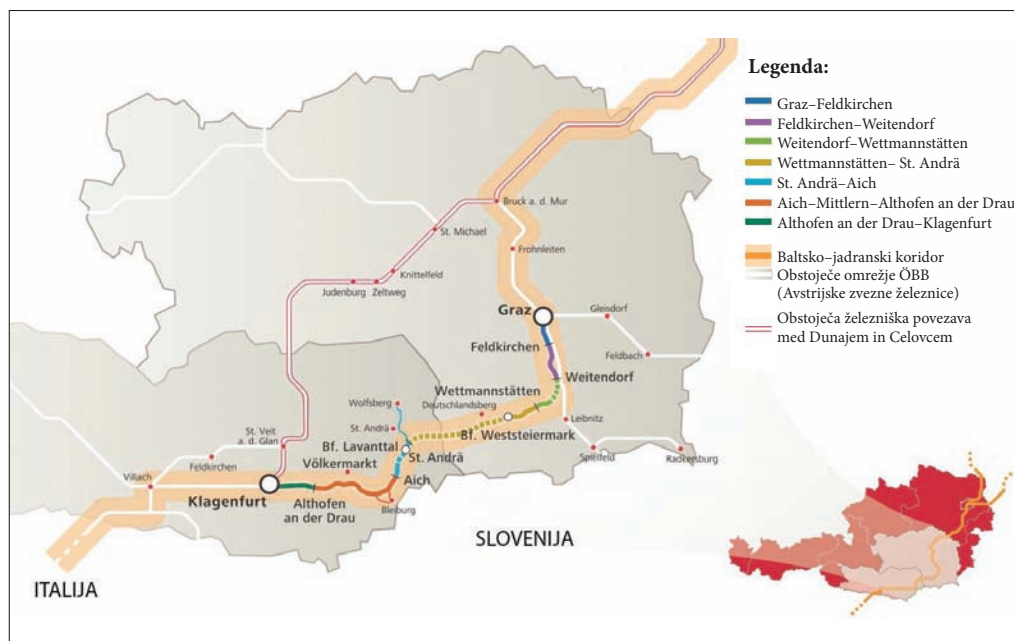 Legenda:
Graz–Feldkirchen
Feldkirchen–Weitendorf
Weitendorf–Wettmannstätten
Wettmannstätten– St. Andrä
St. Andrä–Aich
Aich–Mittlern–Althofen an der Drau
Althofen an der Drau–Klagenfurt
Baltsko–jadranski koridor
Obstoječe omrežje ÖBB
(Avstrijske zvezne železnice)
Obstoječa železniška povezava
med Dunajem in Celovcem
Bruck a. d. Mur
St. Michael
Frohnleiten
Knittelfeld
Judenburg
Zeltweg
Graz
Gleisdorf
Feldkirchen
Feldbach
Weitendorf
Wettmannstätten
Deutschlandsberg
Wolfsberg
Leibnitz
St. Andrä
Bf. Weststeiermark
St. Veit
a. d. Glan
Bf. Lavanttal
St. Andrä
Spielfeld
Radkersburg
Feldkirchen
Völkermarkt
Villach
Aich
Klagenfurt
Althofen
an der Drau
Bleiburg
SLOVENIJA
ITALIJA